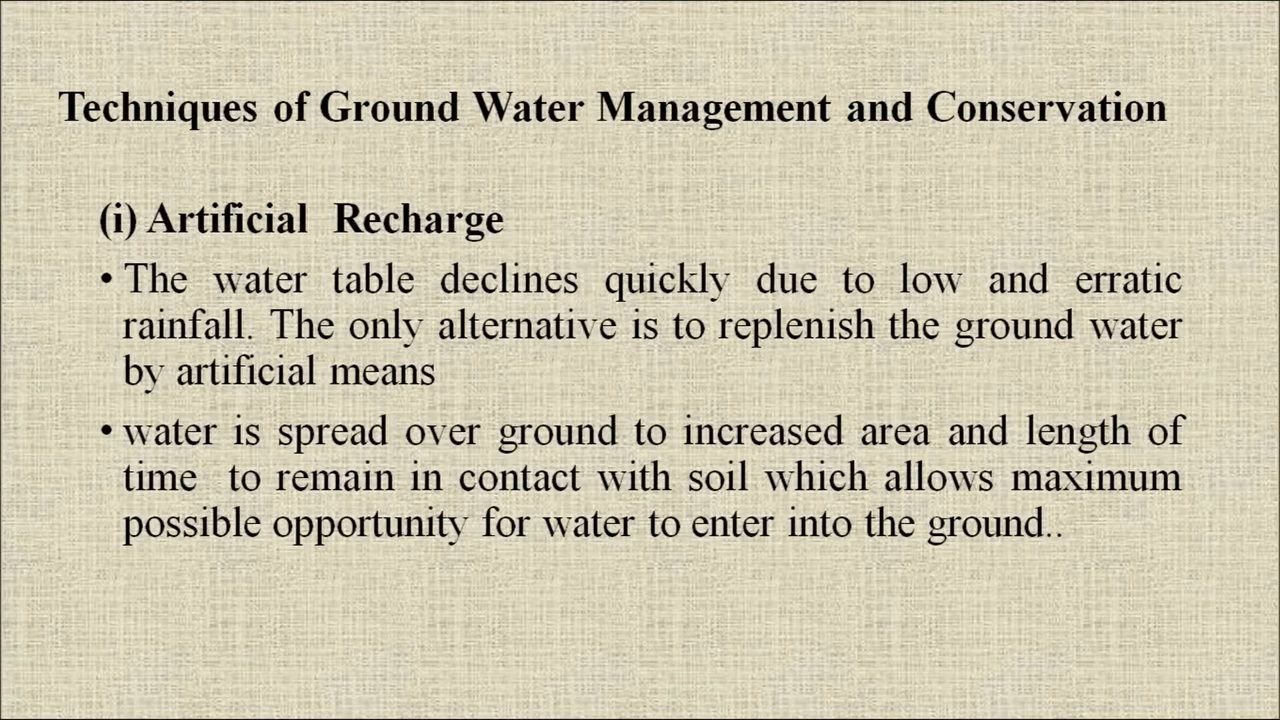 Techniques of Ground Water Management and Conservation
(i) Artificial Recharge
• The water table declines quickly due to low and erratic
rainfall. The only alternative is to replenish the ground water
by artificial means
• water is spread over ground to increased area and length of
time to remain in contact with soil which allows maximum
possible opportunity for water to enter into the ground..